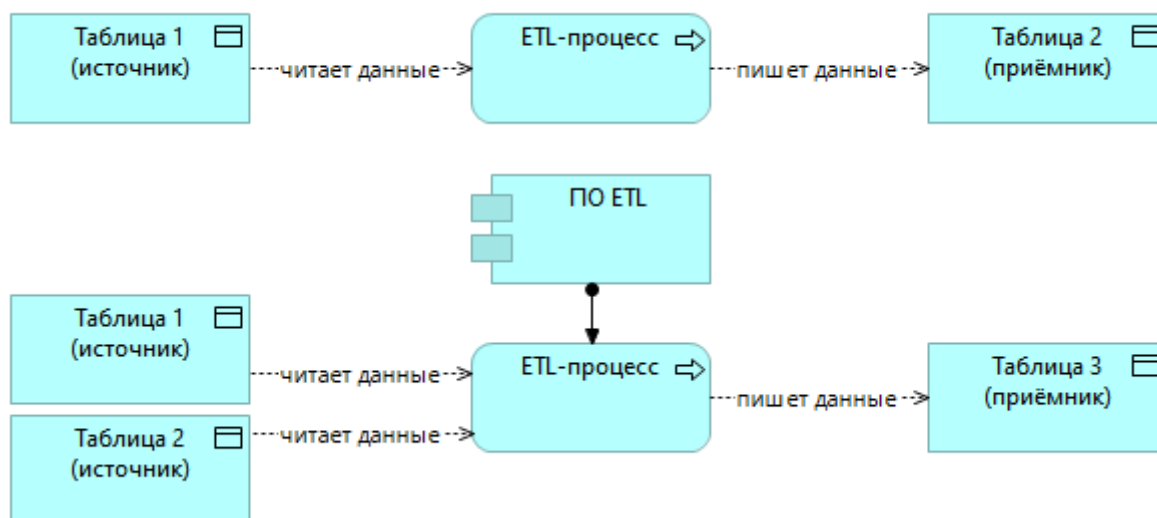 Таблица 1
(источник)
читает данные
ETL-процесс
пишет данные
Таблица 2
(приёмник)
ПО ETL
Таблица 1
(источник)
читает данные
ETL-процесс
пишет данные
Таблица 3
(приёмник)
Таблица 2
(источник)
читает данные